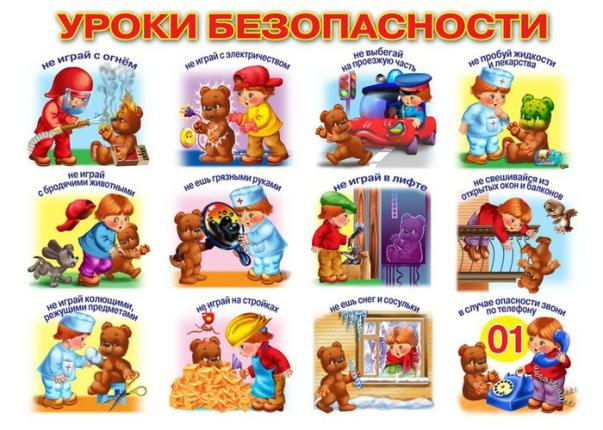 УРОКИ БЕЗОПАСНОСТИ
не играй с огнём
не играй с электричеством
не выбегай
на проезжую часть
не пробуй жидкости
и лекарства
не играй
с бродячими животными
не ешь грязными руками
не играй в лифте
не свешивайся из
открытых окон и балконов
не играй колющими,
режущими предметами
не играй на стройках
не ешь снег и сосульки
в случае опасности звони
по телефону
01